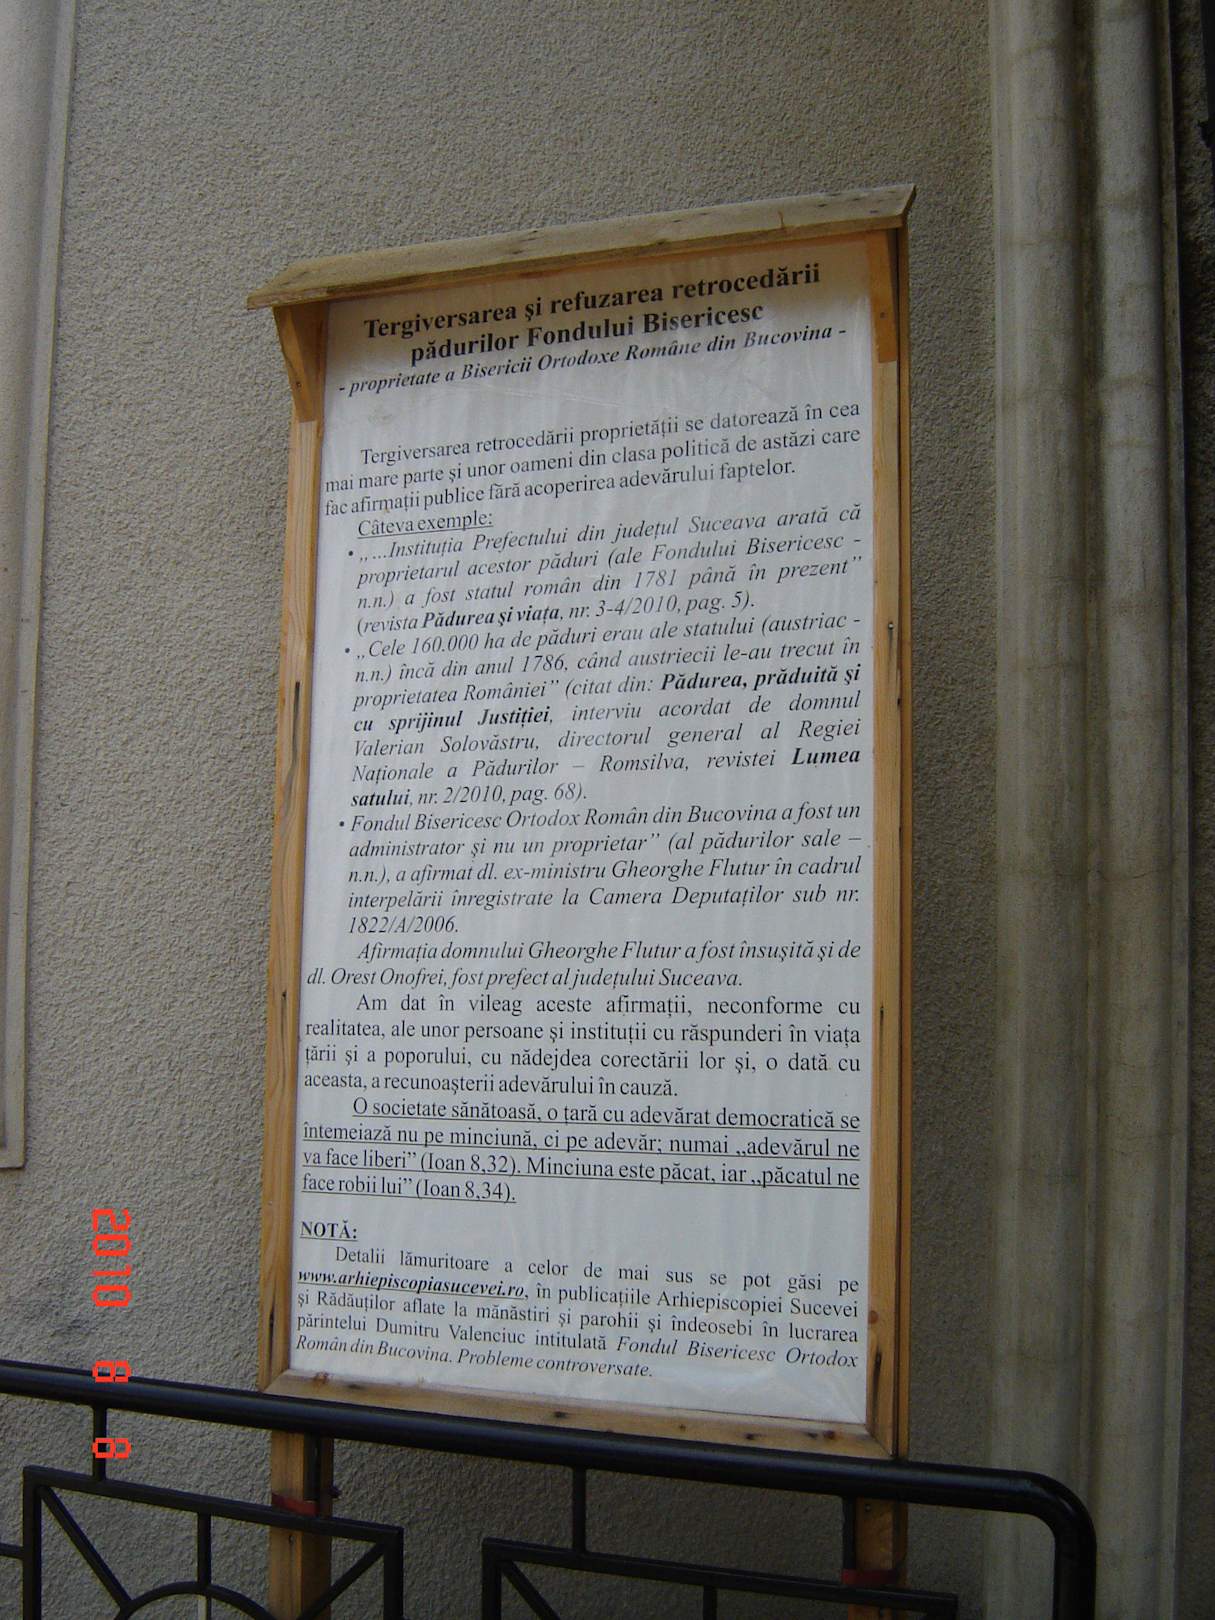 Tergiversarea şi refuzarea retrocedării
pădurilor Fondului Bisericesc
- proprietate a Bisericii Ortodoxe Române din Bucovina -
Tergiversarea retrocedării proprietăţii se datorează în cea
mai mare parte şi unor oameni din clasa politică de astăzi care
fac afirmaţii publice fără acoperirea adevărului faptelor.
Câteva exemple:
• „...Instituţia Prefectului din judeţul Suceava arată că
proprietarul acestor păduri (ale Fondului Bisericesc -
n.n.) a fost statul român din 1781 până în prezent”
(revista Pădurea şi viaţa, nr. 3-4/2010, pag. 5).
• „Cele 160.000 ha de păduri erau ale statului (austriac -
n.n.) încă din anul 1786, când austriecii le-au trecut în
proprietatea României” (citat din: Pădurea, prăduită şi
cu sprijinul Justiţiei, interviu acordat de domnul
Valerian Solovăstru, directorul general al Regiei
Naţionale a Pădurilor – Romsilva, revistei Lumea
satului, nr. 2/2010, pag. 68).
• Fondul Bisericesc Ortodox Român din Bucovina a fost un
administrator şi nu un proprietar” (al pădurilor sale –
n.n.), a afirmat dl. ex-ministru Gheorghe Flutur în cadrul
interpelării înregistrate la Camera Deputaţilor sub nr.
1822/A/2006.
Afirmaţia domnului Gheorghe Flutur a fost însuşită şi de
dl. Orest Onofrei, fost prefect al judeţului Suceava.
Am dat în vileag aceste afirmaţii, neconforme cu
realitatea, ale unor persoane şi instituţii cu răspunderi în viaţa
ţării şi a poporului, cu nădejdea corectării lor şi, o dată cu
aceasta, a recunoaşterii adevărului în cauză.
O societate sănătoasă, o ţară cu adevărat democratică se
întemeiază nu pe minciună, ci pe adevăr; numai „adevărul ne
va face liberi” (Ioan 8,32). Minciuna este păcat, iar „păcatul ne
face robii lui” (Ioan 8,34).
NOTĂ:
Detalii lămuritoare a celor de mai sus se pot găsi pe
www.arhiepiscopiasucevei.ro, în publicaţiile Arhiepiscopiei Sucevei
şi Rădăuţilor aflate la mănăstiri şi parohii şi îndeosebi în lucrarea
părintelui Dumitru Valenciuc intitulată Fondul Bisericesc Ortodox
Român din Bucovina. Probleme controversate.
2010 8 8